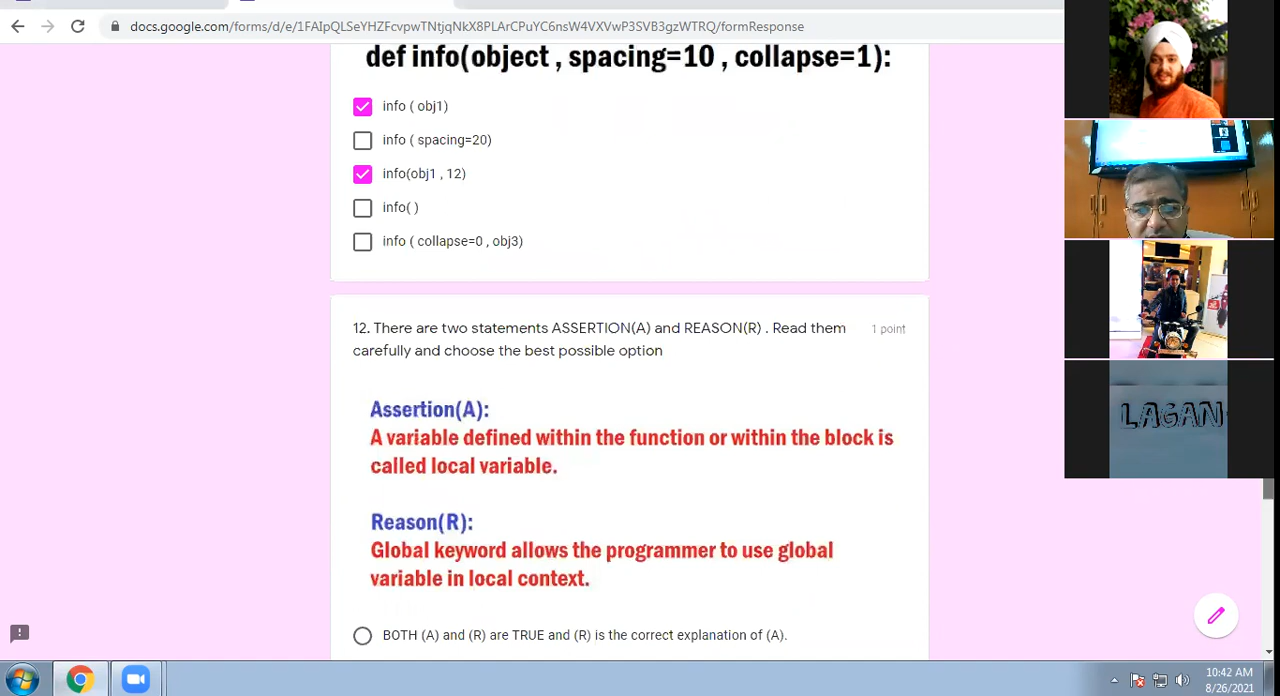 docs.google.com/forms/d/e/1FAIpQLSeYHZFcvpwTNtjqNkX8PLArCPuYC6nsW4VXVwP3SVB3gzWTRQ/formResponse
def info(object , spacing=10 , collapse=1):
info ( obj1)
info ( spacing=20)
info(obj1 , 12)
info( )
info ( collapse=0 , obj3)
12. There are two statements ASSERTION(A) and REASON(R) . Read them
carefully and choose the best possible option
1 point
Assertion(A):
A variable defined within the function or within the block is
called local variable.
Reason(R):
Global keyword allows the programmer to use global
variable in local context.
BOTH (A) and (R) are TRUE and (R) is the correct explanation of (A).
LAGAN
10:42 AM
8/26/2021